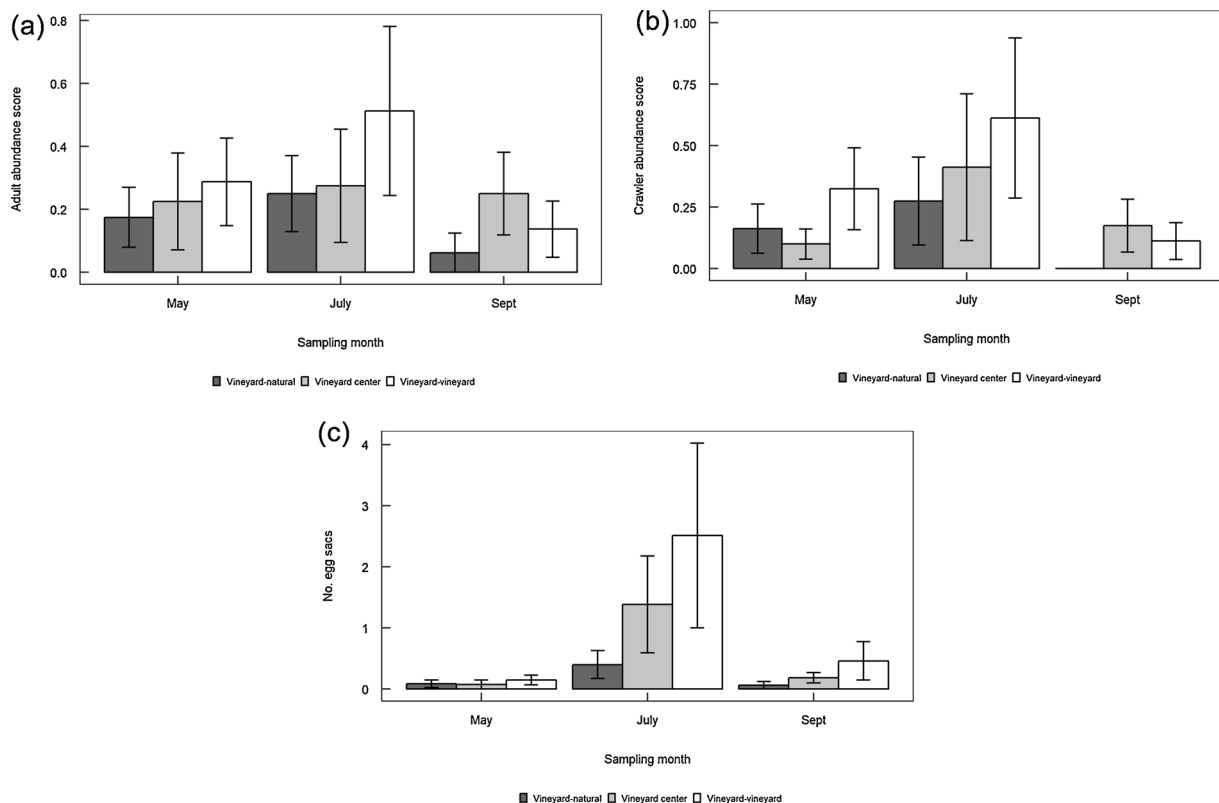 (a)
Adult abundance score
0.8
0.6
0.4
0.2
0.0
May July Sept
Sampling month
Vineyard-natural Vineyard center Vineyard-vineyard
(b)
Crawler abundance score
1.00
0.75
0.50
0.25
0.00
May July Sept
Sampling month
Vineyard-natural Vineyard center Vineyard-vineyard
(c)
No. egg sacs
4
3
2
1
0
May July Sept
Sampling month
Vineyard-natural Vineyard center Vineyard-vineyard